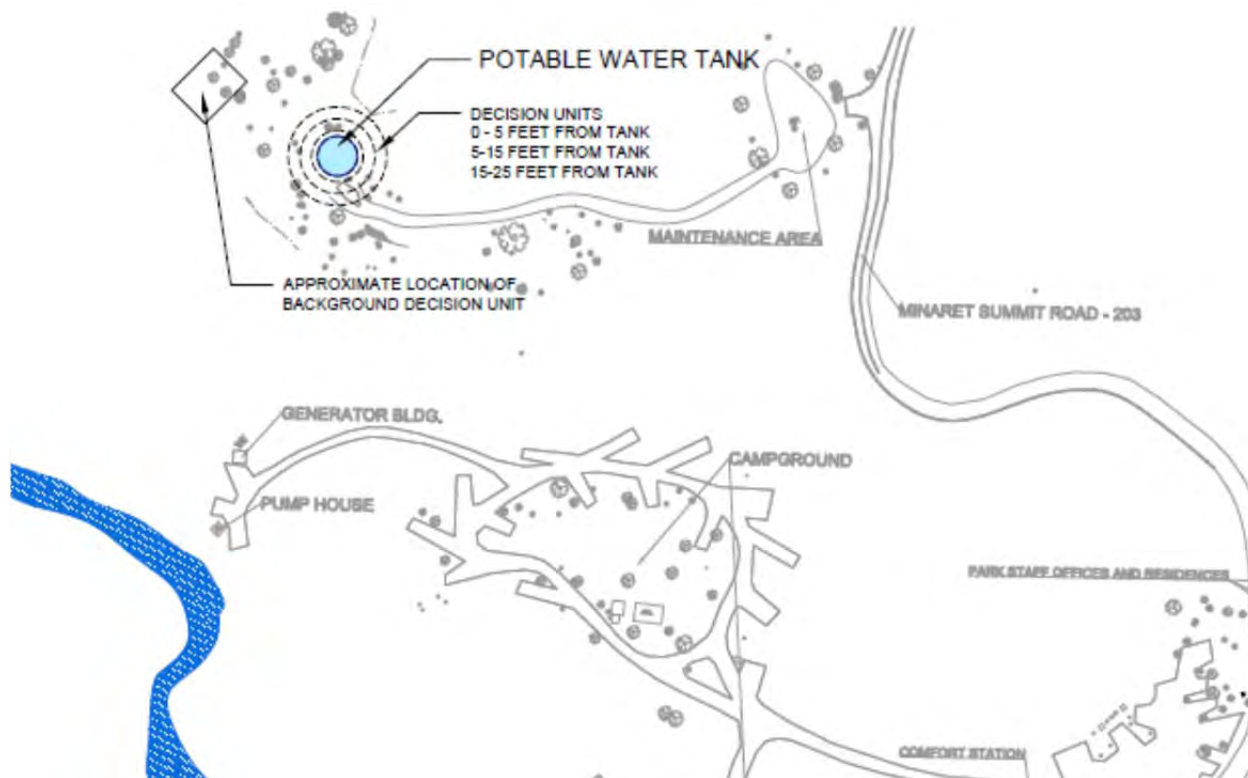 POTABLE WATER TANK
DECISION UNITS
0 - 5 FEET FROM TANK
5-15 FEET FROM TANK
15-25 FEET FROM TANK
MAINTENANCE AREA
APPROXIMATE LOCATION OF
BACKGROUND DECISION UNIT
MINARET SUMMIT ROAD - 203
GENERATOR BLDG.
CAMPGROUND
PUMP HOUSE
PARK STAFF OFFICES AND RESIDENCES
COMFORT STATION